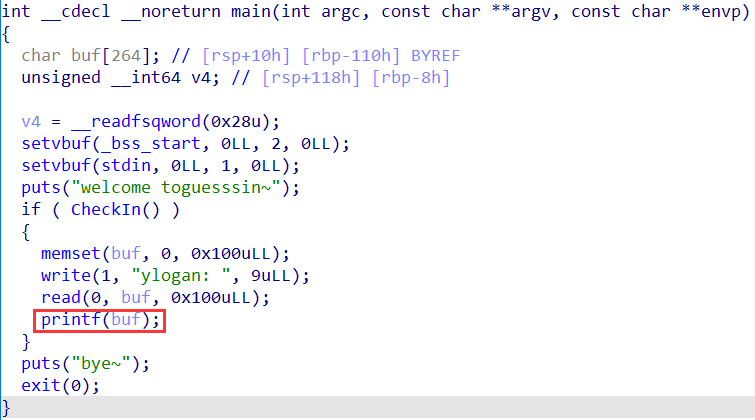 int __cdecl __noreturn main(int argc, const char **argv, const char **envp)
{
char buf[264]; // [rsp+10h] [rbp-110h] BYREF
unsigned __int64 v4; // [rsp+118h] [rbp-8h]
v4 = __readfsqword(0x28u);
setvbuf(_bss_start, 0LL, 2, 0LL);
setvbuf(stdin, 0LL, 1, 0LL);
puts("welcome toguesssin~");
if ( CheckIn() )
{
memset(buf, 0, 0x100uLL);
write(1, "ylogan: ", 9uLL);
read(0, buf, 0x100uLL);
printf(buf);
}
puts("bye~");
exit(0);
}